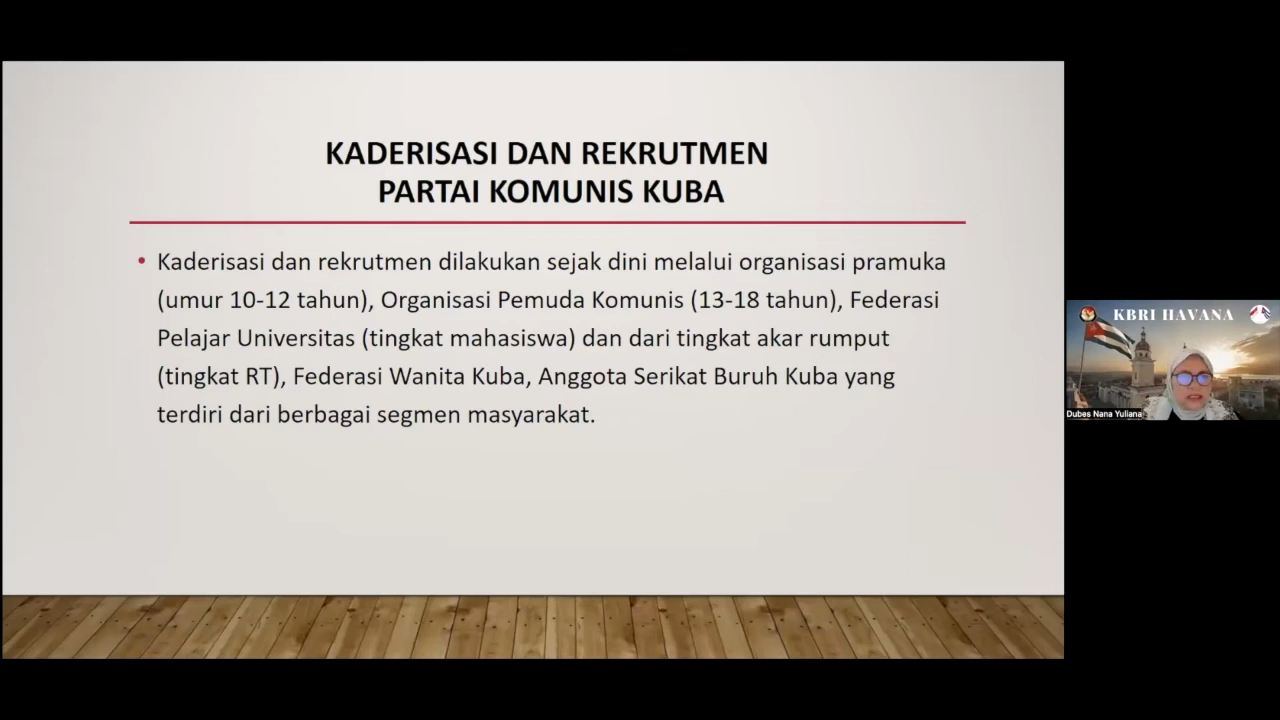 KADERISASI DAN REKRUTMEN
PARTAI KOMUNIS KUBA
• Kaderisasi dan rekrutmen dilakukan sejak dini melalui organisasi pramuka
(umur 10-12 tahun), Organisasi Pemuda Komunis (13-18 tahun), Federasi
Pelajar Universitas (tingkat mahasiswa) dan dari tingkat akar rumput
(tingkat RT), Federasi Wanita Kuba, Anggota Serikat Buruh Kuba yang
terdiri dari berbagai segmen masyarakat.
KBRI HAVANA
Dubes Nana Yuliana